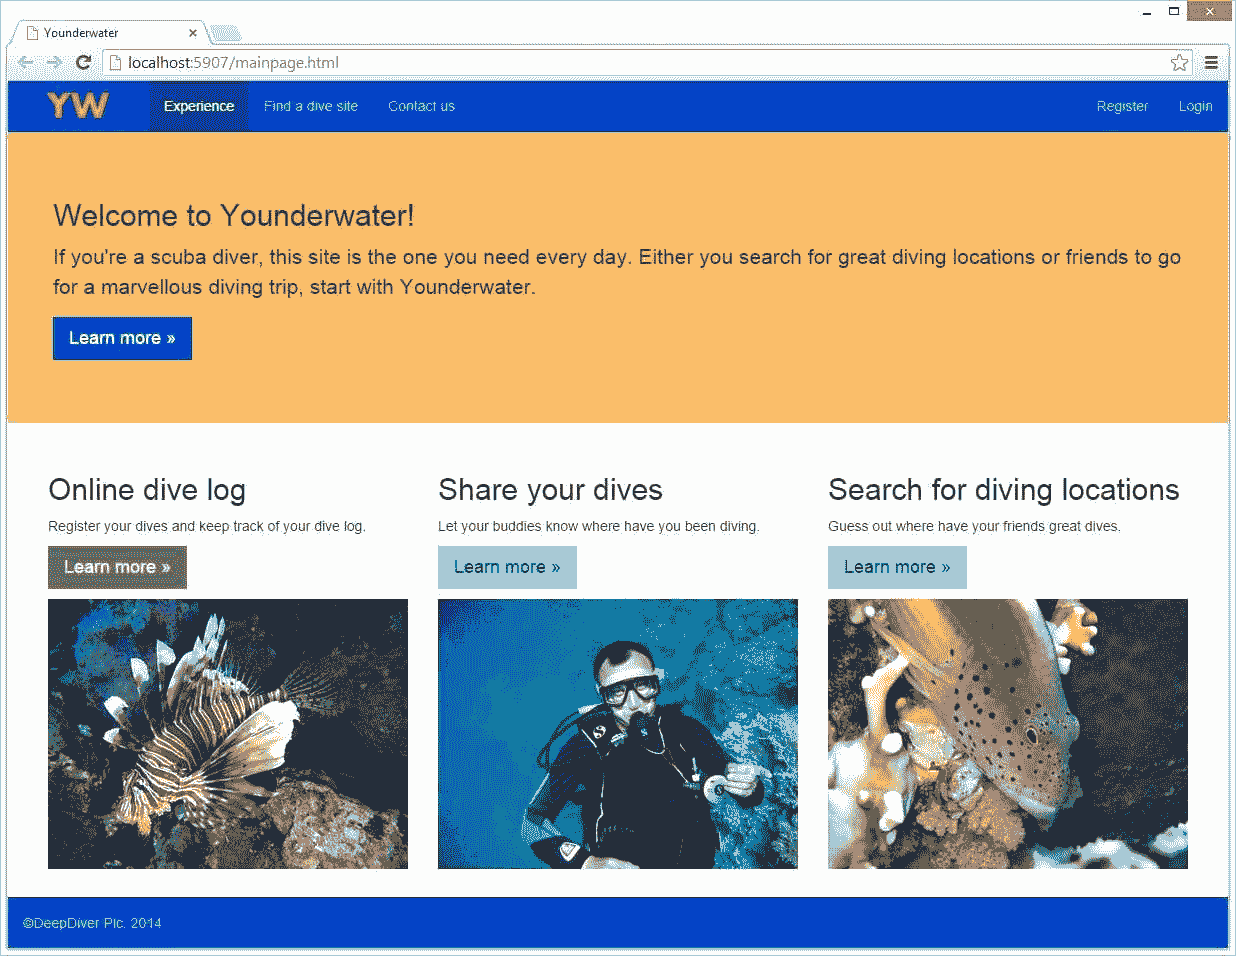 Younderwater
localhost:5907/mainpage.html
YW Experience Find a dive site Contact us Register Login
Welcome to Younderwater!
If you're a scuba diver, this site is the one you need every day. Either you search for great diving locations or friends to go
for a marvellous diving trip, start with Younderwater.
Learn more »
Online dive log
Register your dives and keep track of your dive log.
Learn more »
Share your dives
Let your buddies know where have you been diving.
Learn more »
Search for diving locations
Guess out where have your friends great dives.
Learn more »
©DeepDiver Plc. 2014